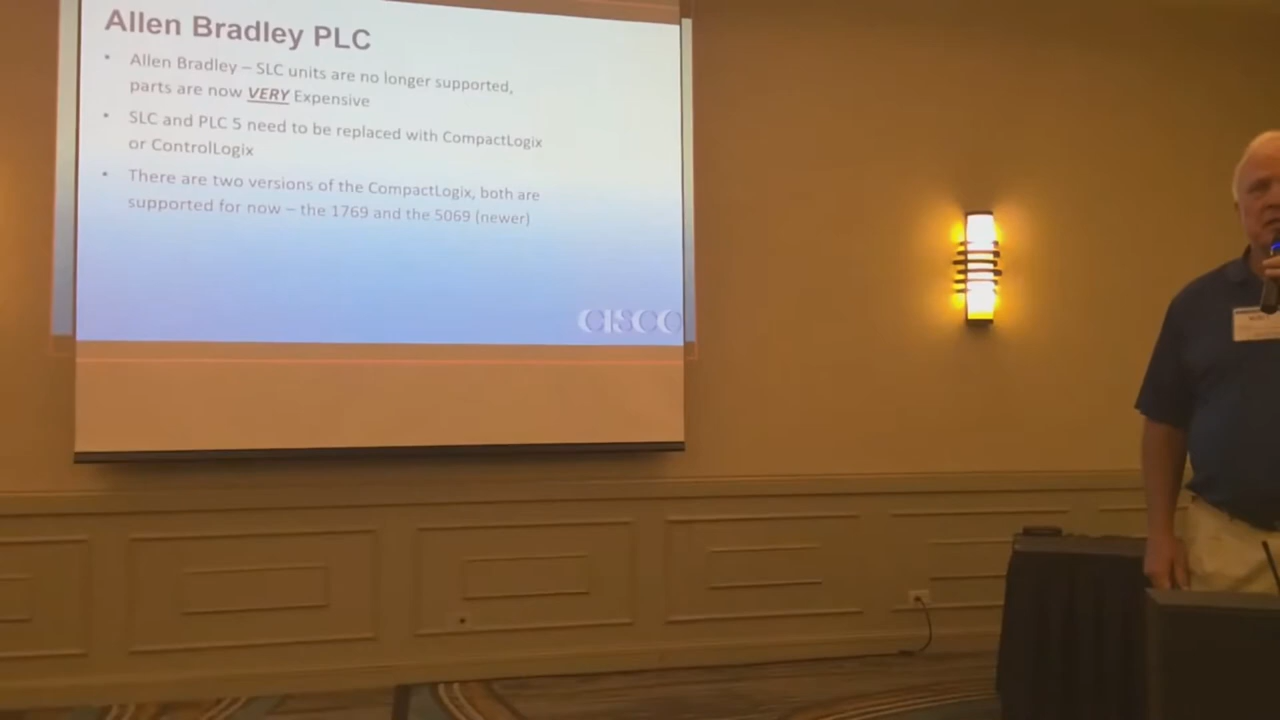 Allen Bradley PLC
• Allen Bradley – SLC units are no longer supported,
parts are now VERY Expensive
• SLC and PLC 5 need to be replaced with CompactLogix
or ControlLogix
• There are two versions of the CompactLogix, both are
supported for now – the 1769 and the 5069 (newer)
CISCO